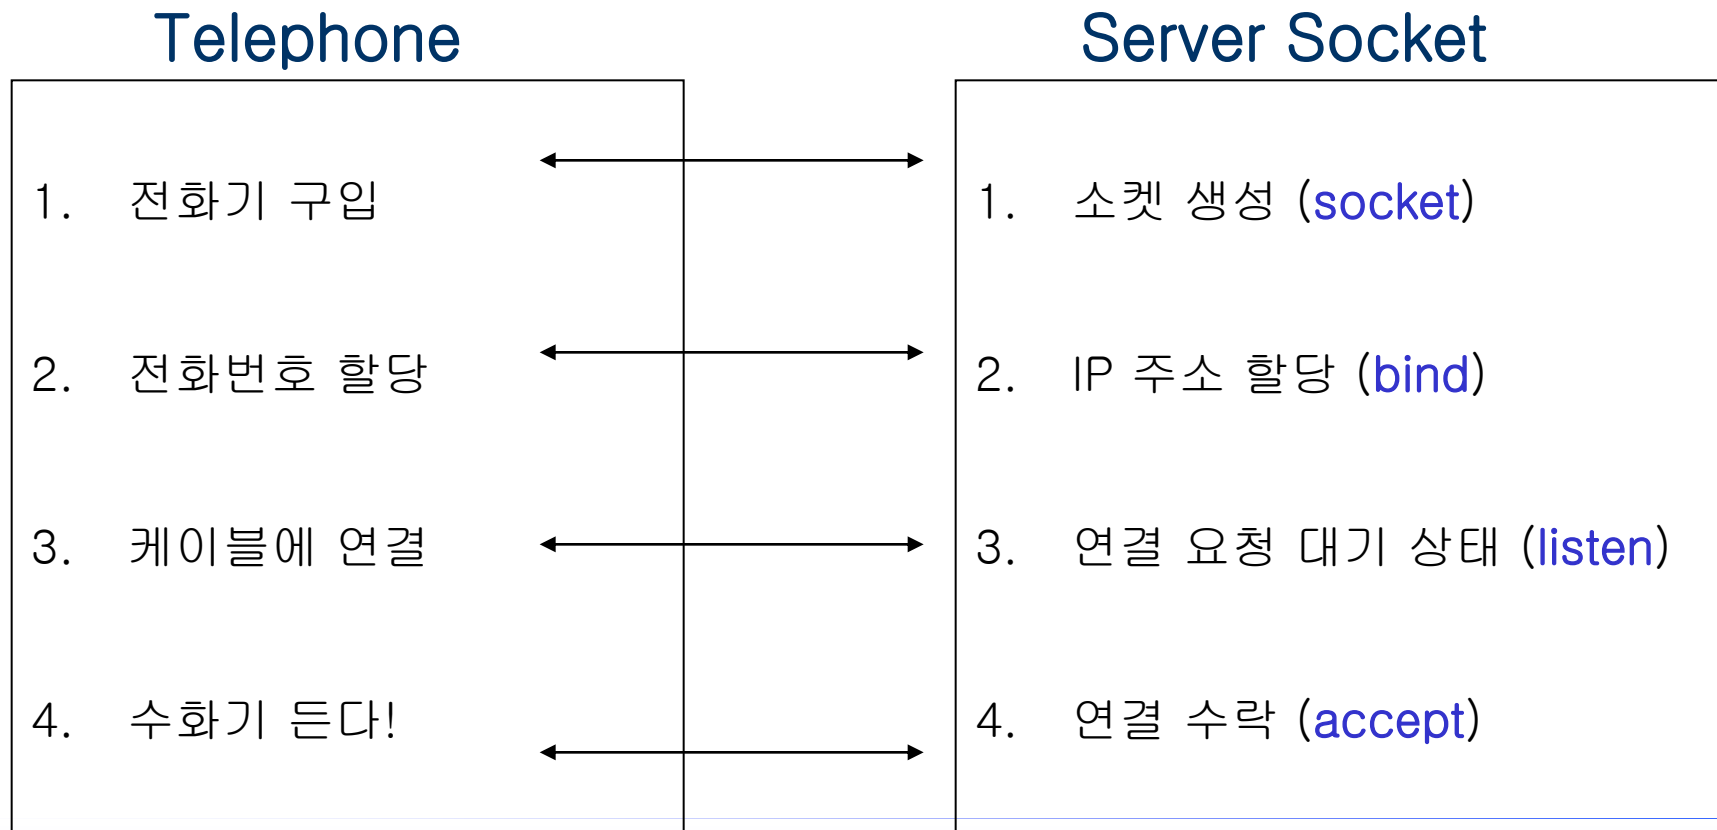 Telephone
1. 전화기 구입
2. 전화번호 할당
3. 케이블에 연결
4. 수화기 든다!
Server Socket
1. 소켓 생성 (socket)
2. IP 주소 할당 (bind)
3. 연결 요청 대기 상태 (listen)
4. 연결 수락 (accept)